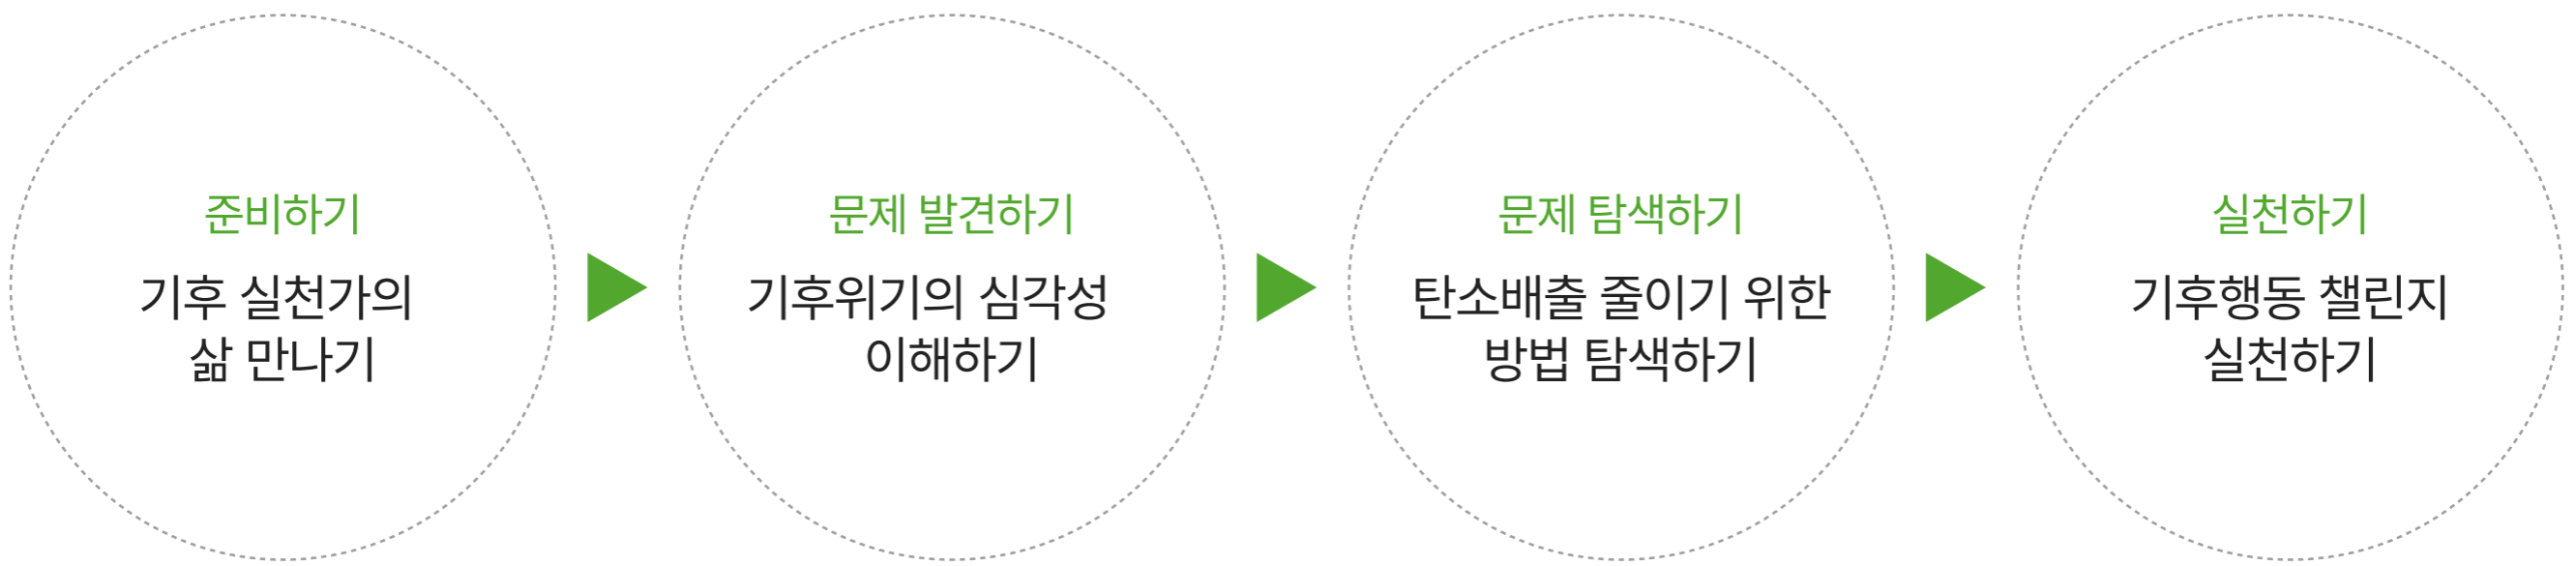 준비하기
기후 실천가의
삶 만나기
문제 발견하기
기후위기의 심각성
이해하기
문제 탐색하기
탄소배출 줄이기 위한
방법 탐색하기
실천하기
기후행동 챌린지
실천하기